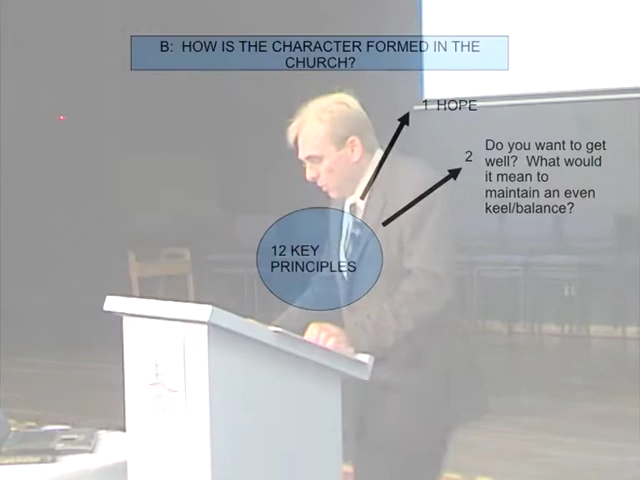 B: HOW IS THE CHARACTER FORMED IN THE
CHURCH?
1 HOPE
2
Do you want to get
well? What would
it mean to
maintain an even
keel/balance?
12 KEY
PRINCIPLES